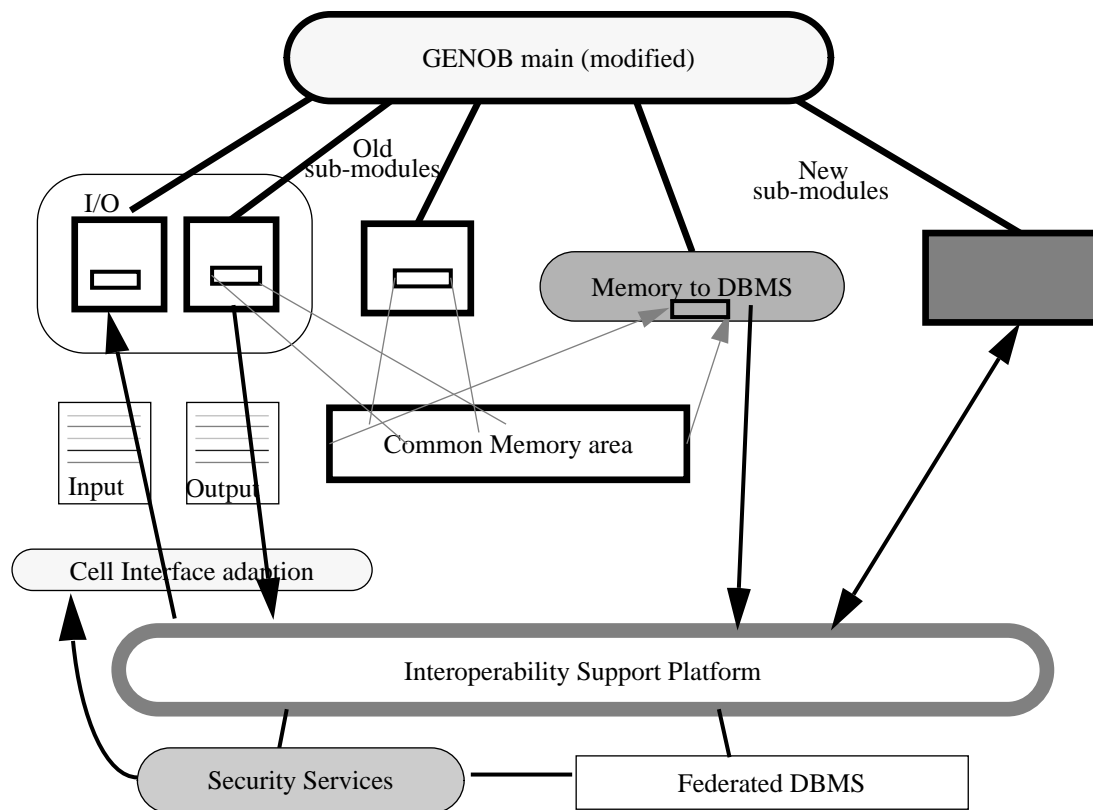 GENOB main (modified)
Old
sub-modules
New
sub-modules
I/O
Memory to DBMS
Common Memory area
Input
Output
Cell Interface adaption
Interoperability Support Platform
Security Services
Federated DBMS